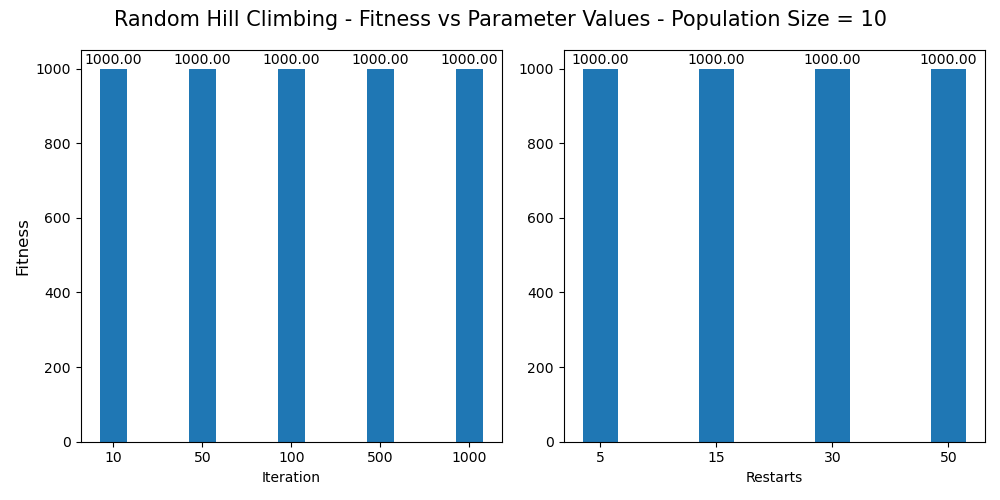 Random Hill Climbing - Fitness vs Parameter Values - Population Size = 10
1000.00 1000.00 1000.00 1000.00 1000.00
1000
800
600
400
200
0
Fitness
10 50 100 500 1000
Iteration
1000.00 1000.00 1000.00 1000.00
1000
800
600
400
200
0
5 15 30 50
Restarts